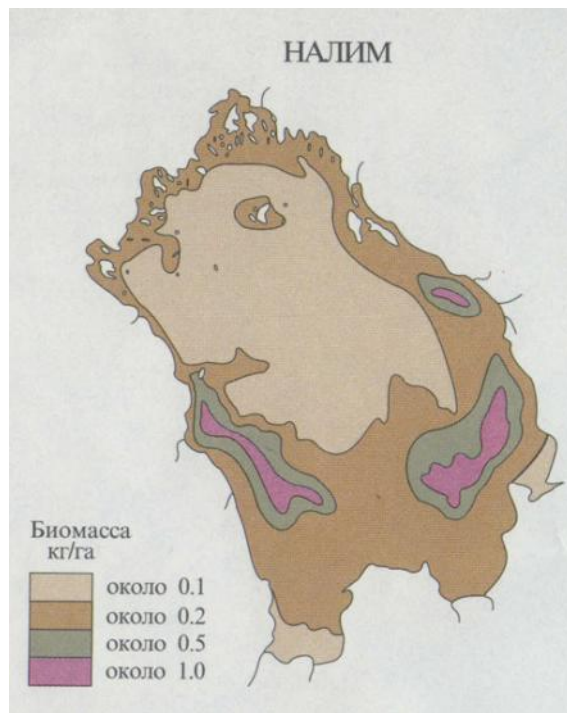 НАЛИМ
Биомасса
кг/га
около 0.1
около 0.2
около 0.5
около 1.0